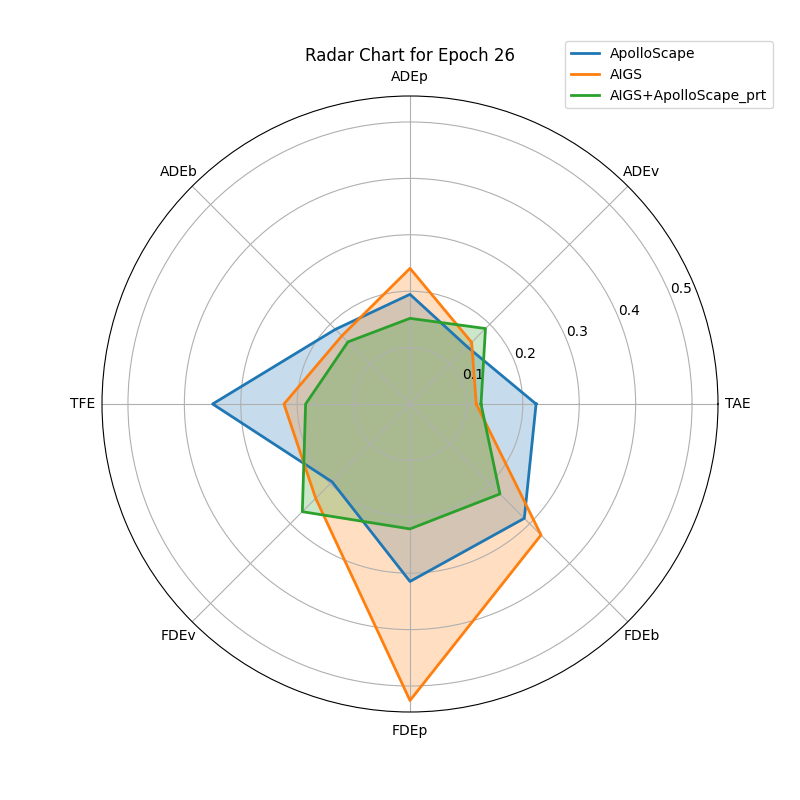 Radar Chart for Epoch 26
ApolloScape
AIGS
AIGS+ApolloScape_prt
ADEp
ADEb
ADEv
0.5
0.4
0.3
0.2
0.1
TFE
TAE
FDEv
FDEb
FDEp